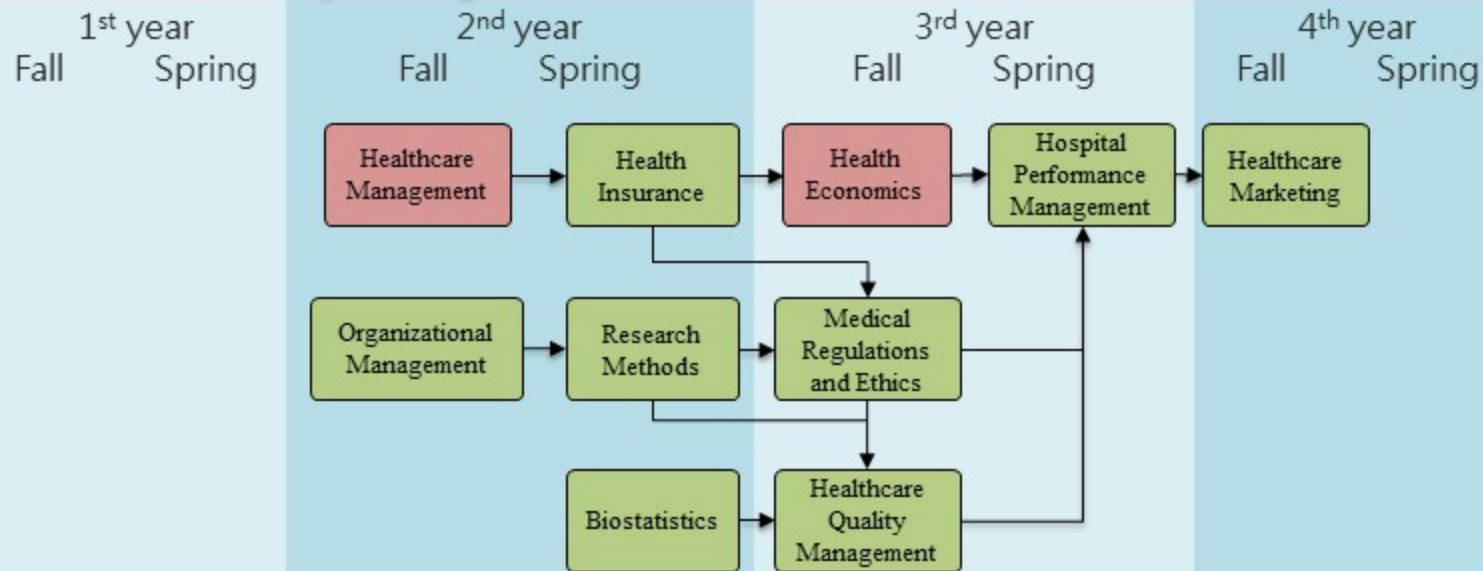 1st year
2nd year
3rd year
4th year
Fall
Spring
Fall
Spring
Fall
Spring
Fall
Spring
Healthcare
Management
Health
Insurance
Health
Economics
Hospital
Performance
Management
Healthcare
Marketing
Organizational
Management
Research
Methods
Medical
Regulations
and Ethics
Biostatistics
Healthcare
Quality
Management